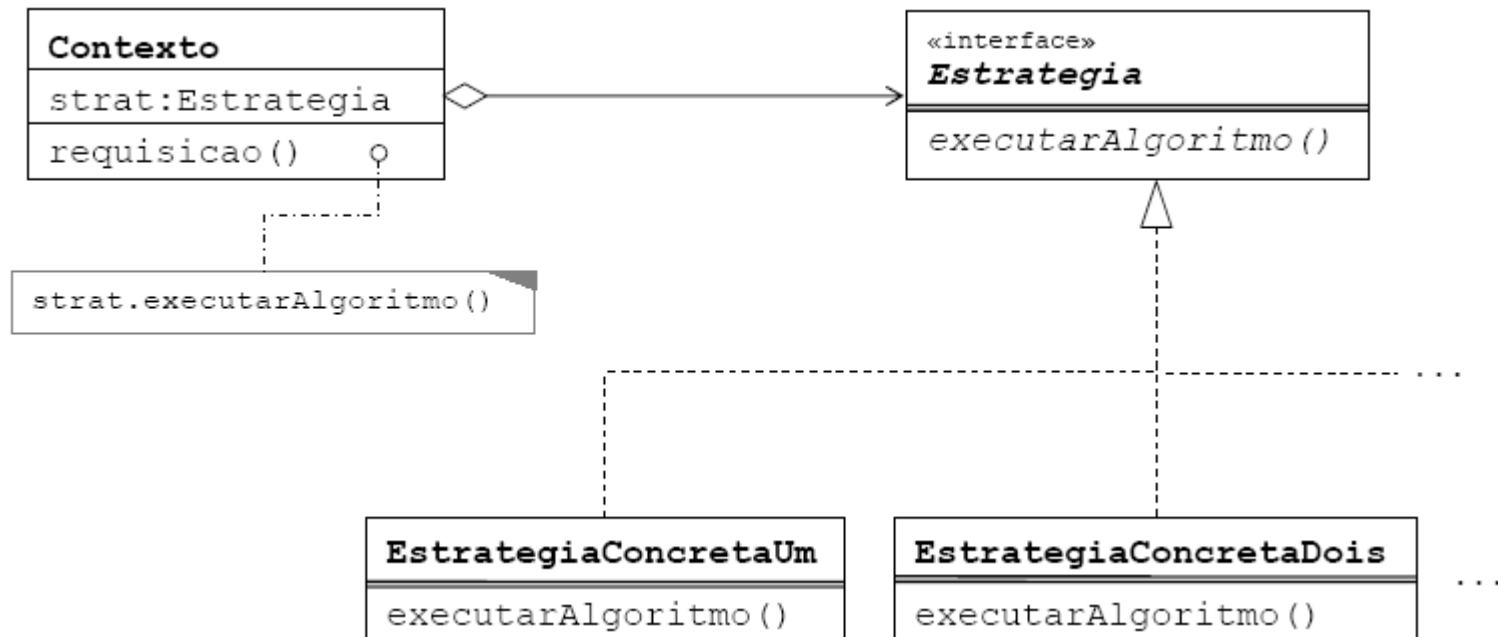 Contexto
strat:Estrategia
requisicao()
strat.executarAlgoritmo()
«interface»
Estrategia
executarAlgoritmo()
...
EstrategiaConcretaUm
executarAlgoritmo()
EstrategiaConcretaDois
executarAlgoritmo()
...